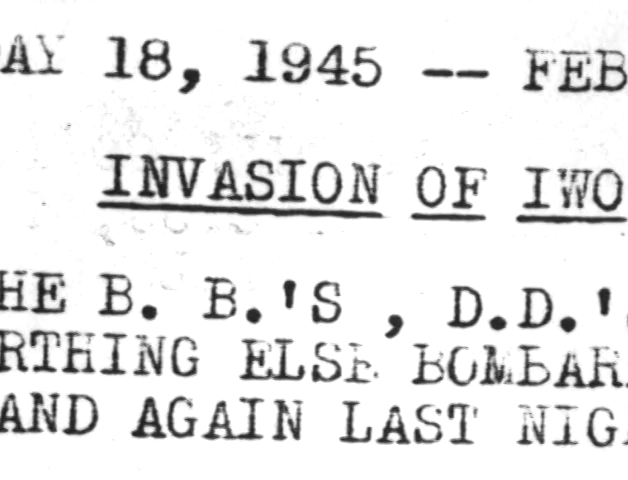 AY 18, 1945 -- FEB
INVASION OF IWO
HE B. B.'S , D.D.'
RTHING ELSE BOMBAR
AND AGAIN LAST NIG